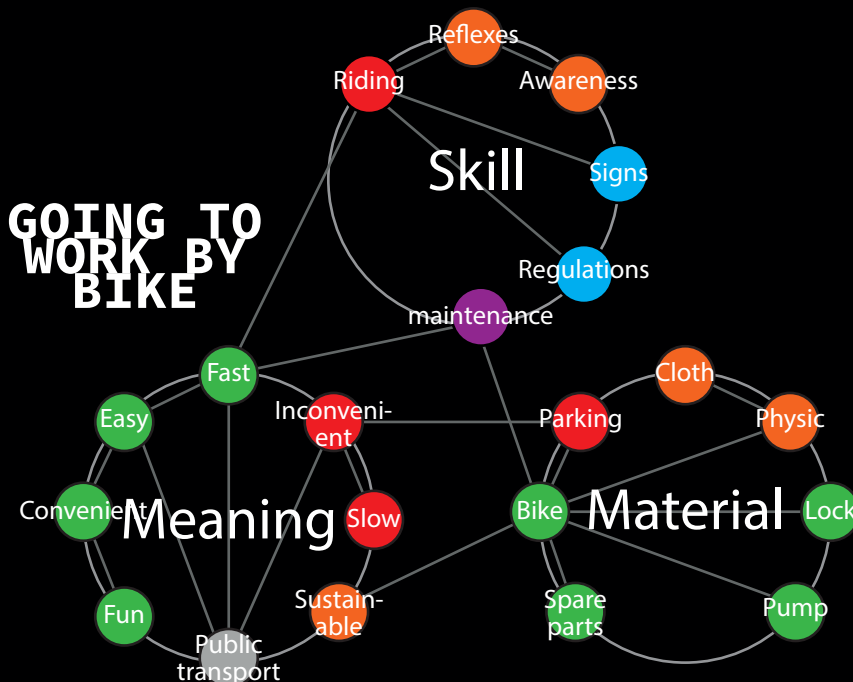 Reflexes
Riding
Awareness
Skill
Signs
GOING TO
WORK BY
BIKE
Regulations
maintenance
Fast
Cloth
Easy
Inconveni-
ent
Parking
Physic
Convenient
Meaning
Slow
Bike
Material
Lock
Fun
Sustain-
able
Spare
parts
Pump
Public
transport